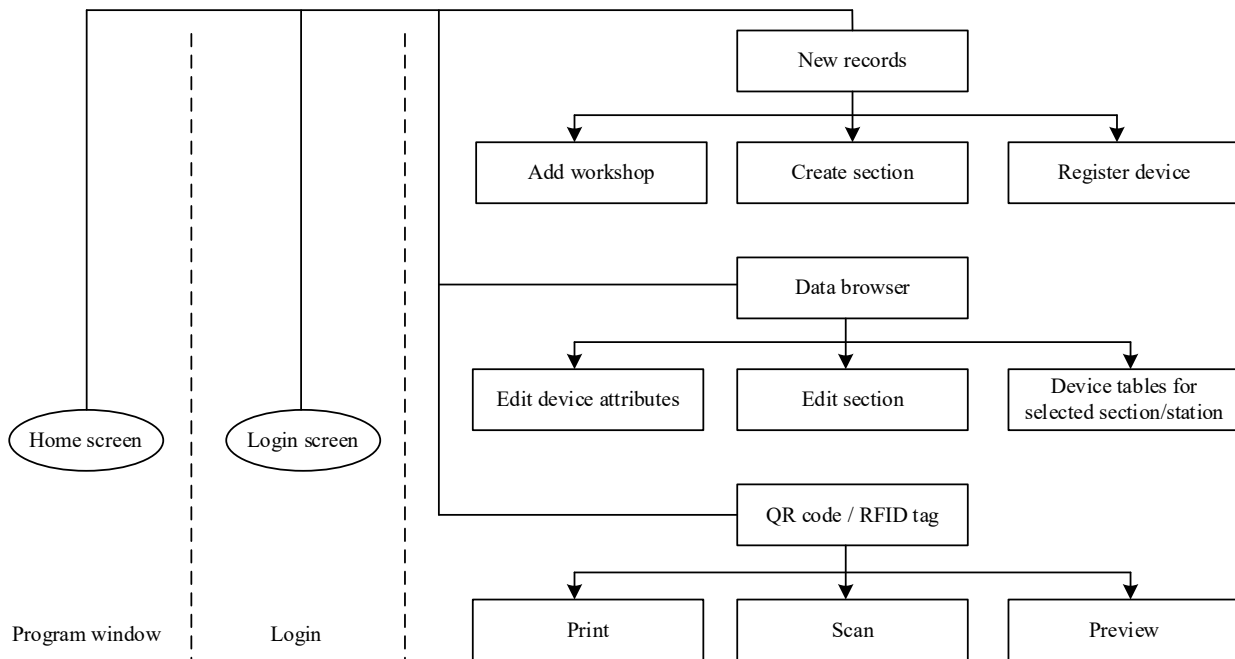 New records
Add workshop
Create section
Register device
Data browser
Edit device attributes
Edit section
Device tables for
selected section/station
Home screen
Login screen
QR code / RFID tag
Print
Scan
Preview
Program window
Login